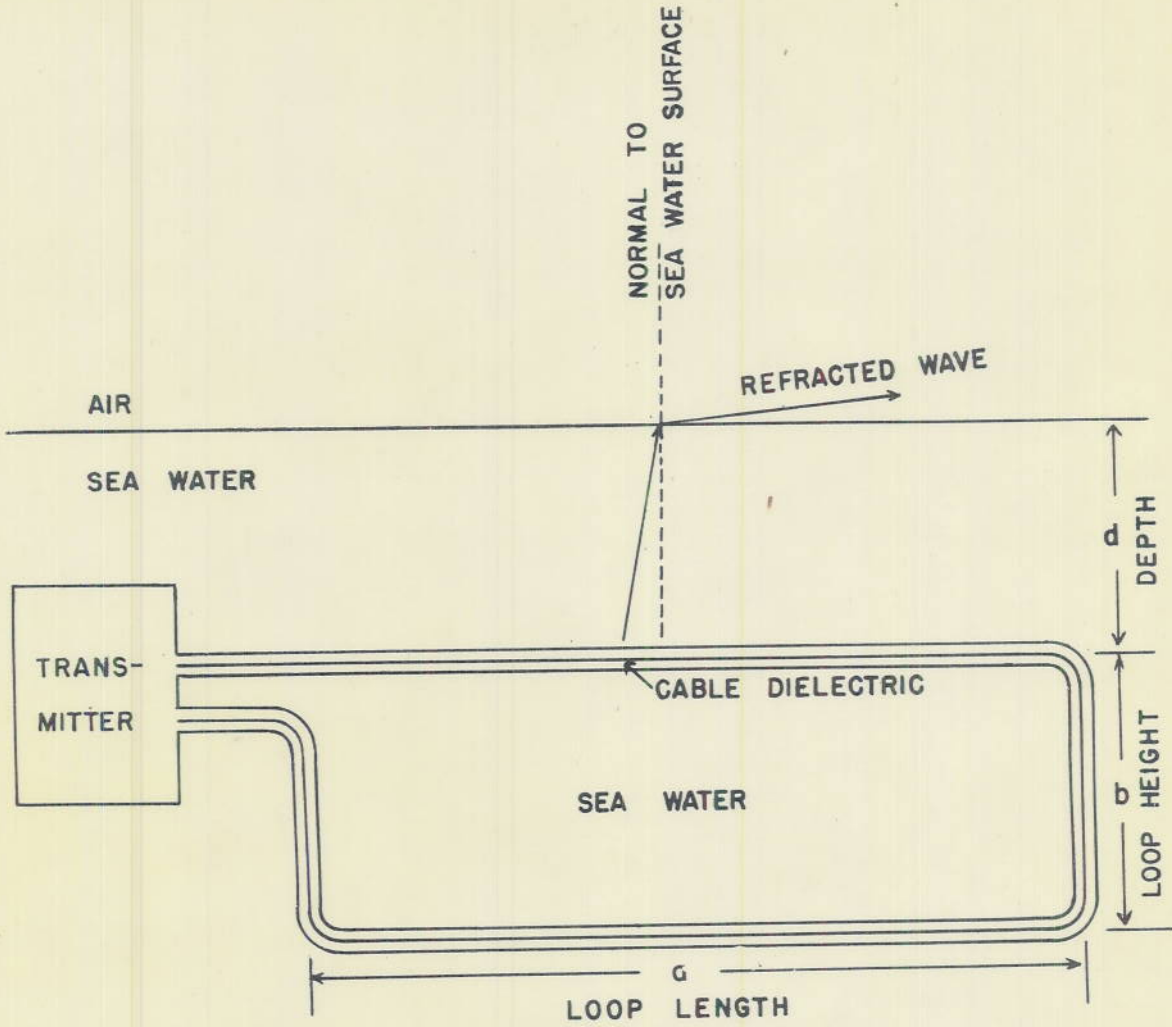 NORMAL TO
SEA WATER SURFACE
REFRACTED WAVE
AIR
SEA WATER
d
DEPTH
TRANS-
MITTER
CABLE DIELECTRIC
SEA WATER
b
LOOP HEIGHT
a
LOOP LENGTH